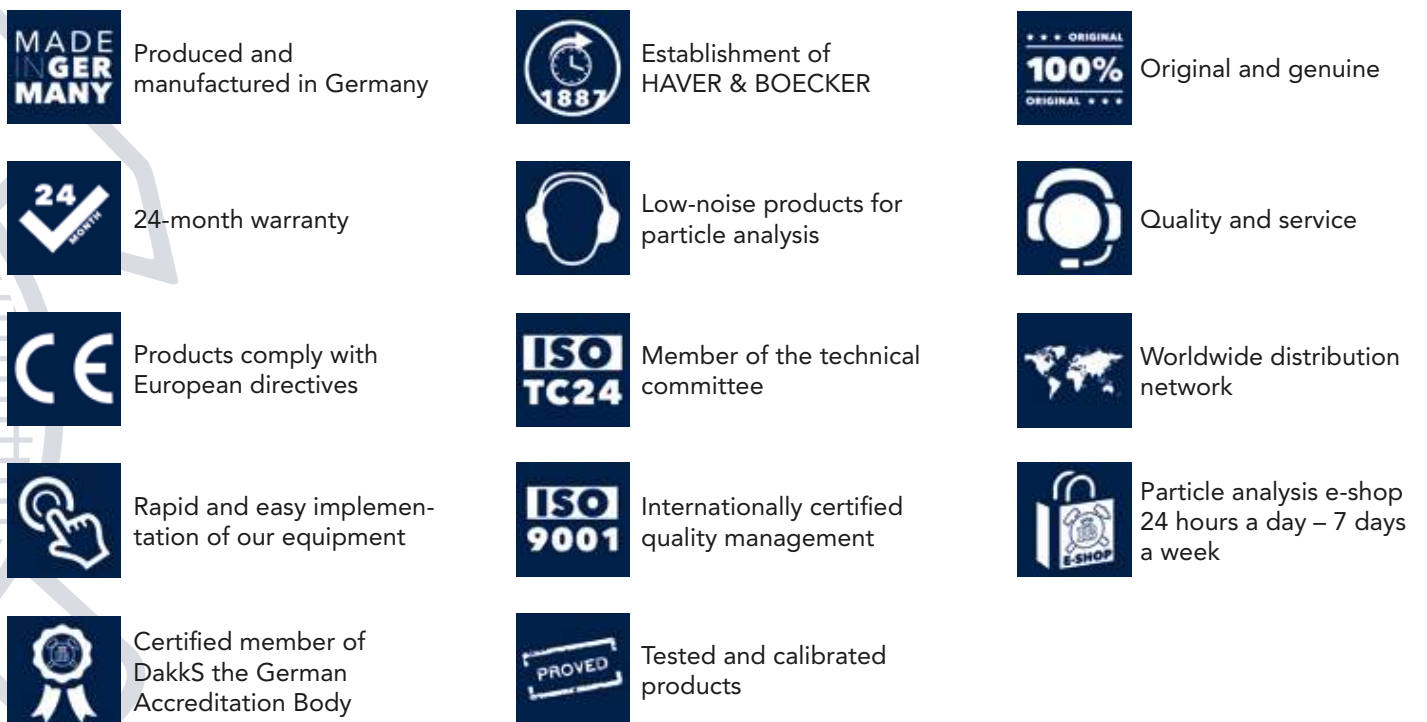 MADE
INGER
MANY
Produced and
manufactured in Germany
24
MONTH
24-month warranty
CE
Products comply with
European directives
Rapid and easy implemen-
tation of our equipment
Certified member of
DakkS the German
Accreditation Body
1887
Establishment of
HAVER & BOECKER
Low-noise products for
particle analysis
ISO
TC24
Member of the technical
committee
ISO
9001
Internationally certified
quality management
PROVED
Tested and calibrated
products
ORIGINAL
100%
ORIGINAL
Original and genuine
Quality and service
Worldwide distribution
network
E-SHOP
Particle analysis e-shop
24 hours a day – 7 days
a week